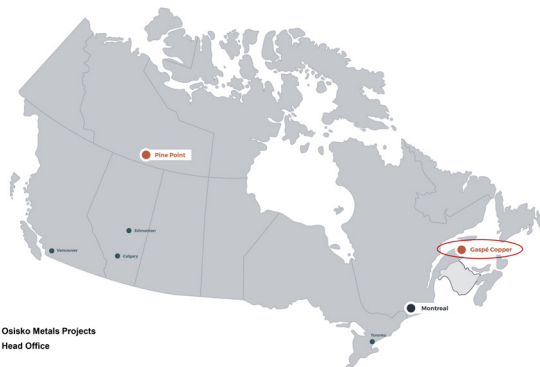 Pine Point
Edmonton
Vancouver
Calgary
Gaspé Copper
Montreal
Toronto
Osisko Metals Projects
Head Office